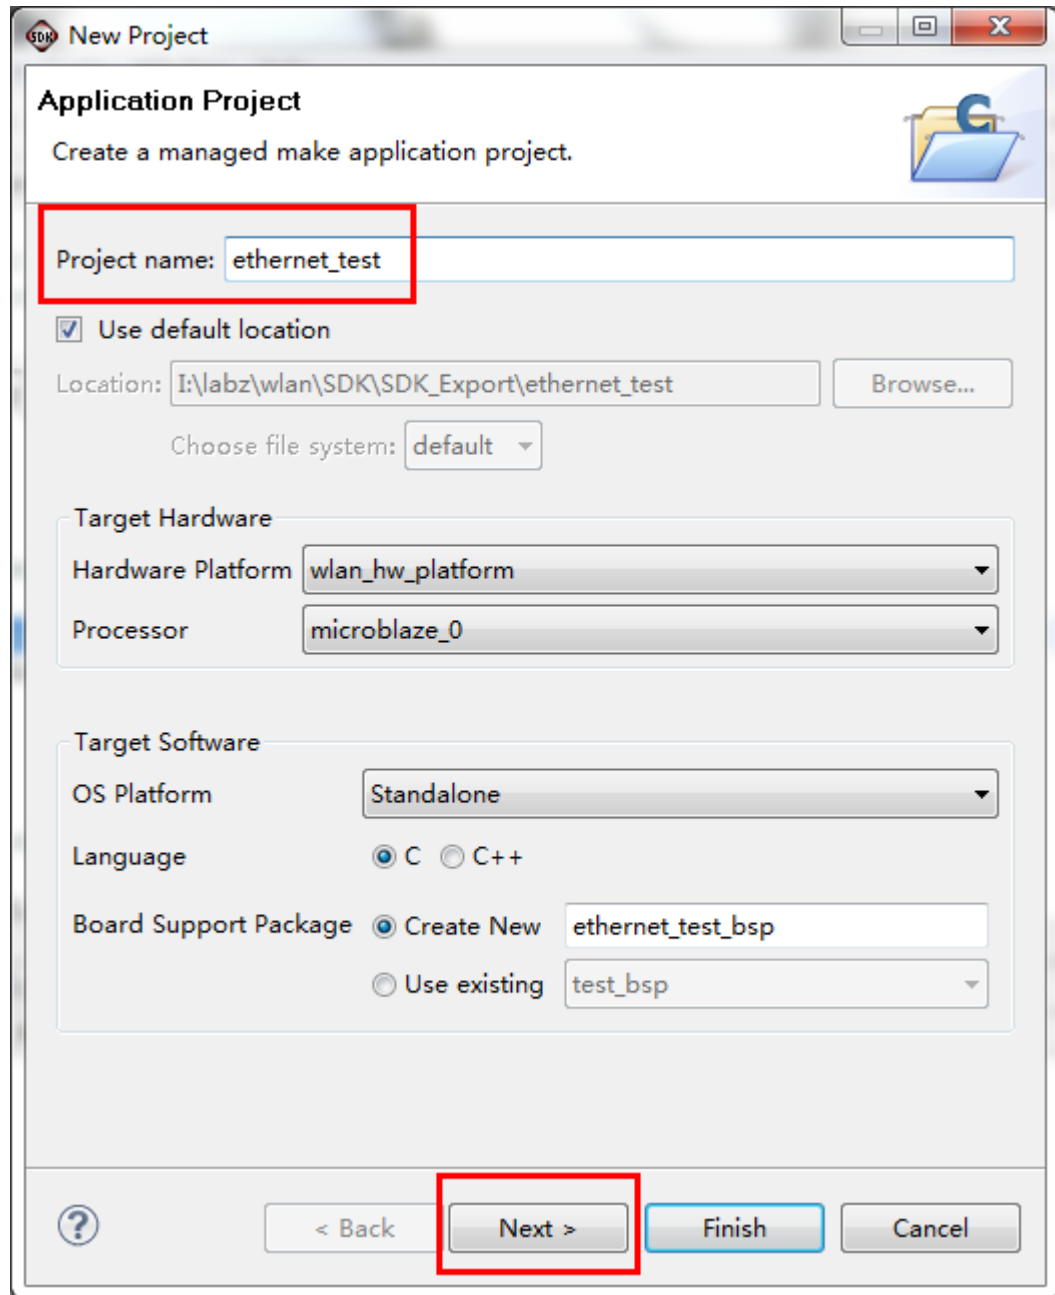 SDK New Project
Application Project
Create a managed make application project.
Project name: ethernet_test
Use default location
Location: I:\labz\wlan\SDK\SDK_Export\ethernet_test Browse...
Choose file system: default
Target Hardware
Hardware Platform wlan_hw_platform
Processor microblaze_0
Target Software
OS Platform Standalone
Language C C++
Board Support Package Create New ethernet_test_bsp
Use existing test_bsp
? < Back Next > Finish Cancel